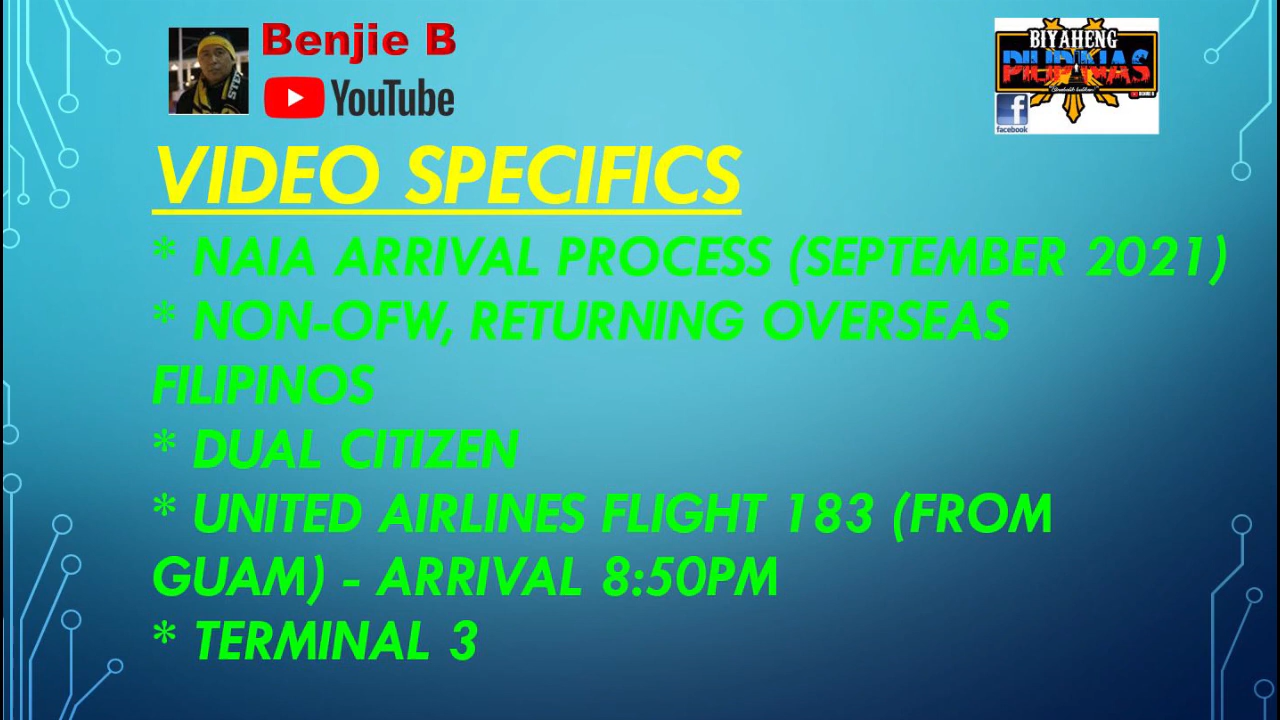 Benjie B
YouTube
BIYAHENG
PILIPINAS
facebook
VIDEO SPECIFICS
* NAIA ARRIVAL PROCESS (SEPTEMBER 2021)
* NON-OFW, RETURNING OVERSEAS
FILIPINOS
* DUAL CITIZEN
* UNITED AIRLINES FLIGHT 183 (FROM
GUAM) - ARRIVAL 8:50PM
* TERMINAL 3